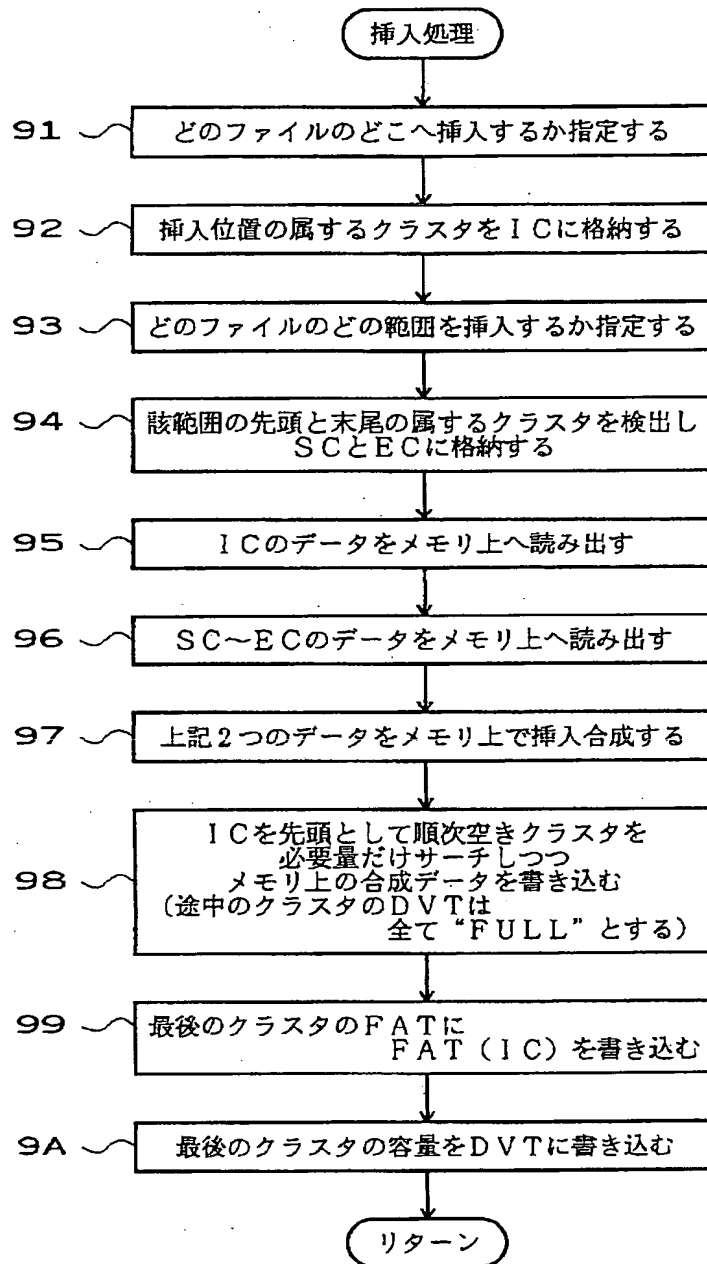 挿入処理
91 どのファイルのどこへ挿入するか指定する
92 挿入位置の属するクラスタをICに格納する
93 どのファイルのどの範囲を挿入するか指定する
94 該範囲の先頭と末尾の属するクラスタを検出し
SCとECに格納する
95 ICのデータをメモリ上へ読み出す
96 SC〜ECのデータをメモリ上へ読み出す
97 上記2つのデータをメモリ上で挿入合成する
ICを先頭として順次空きクラスタを
必要量だけサーチしつつ
98 メモリ上の合成データを書き込む
(途中のクラスタのDVTは
全て“FULL”とする)
99 最後のクラスタのFATに
FAT(IC)を書き込む
9A 最後のクラスタの容量をDVTに書き込む
リターン